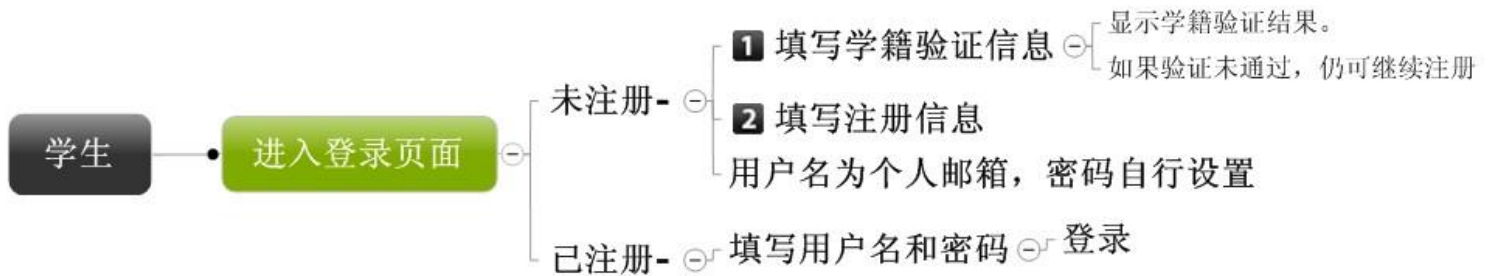 学生
进入登录页面
未注册-
1 填写学籍验证信息
显示学籍验证结果。
如果验证未通过，仍可继续注册
2 填写注册信息
用户名为个人邮箱，密码自行设置
已注册-
填写用户名和密码
登录